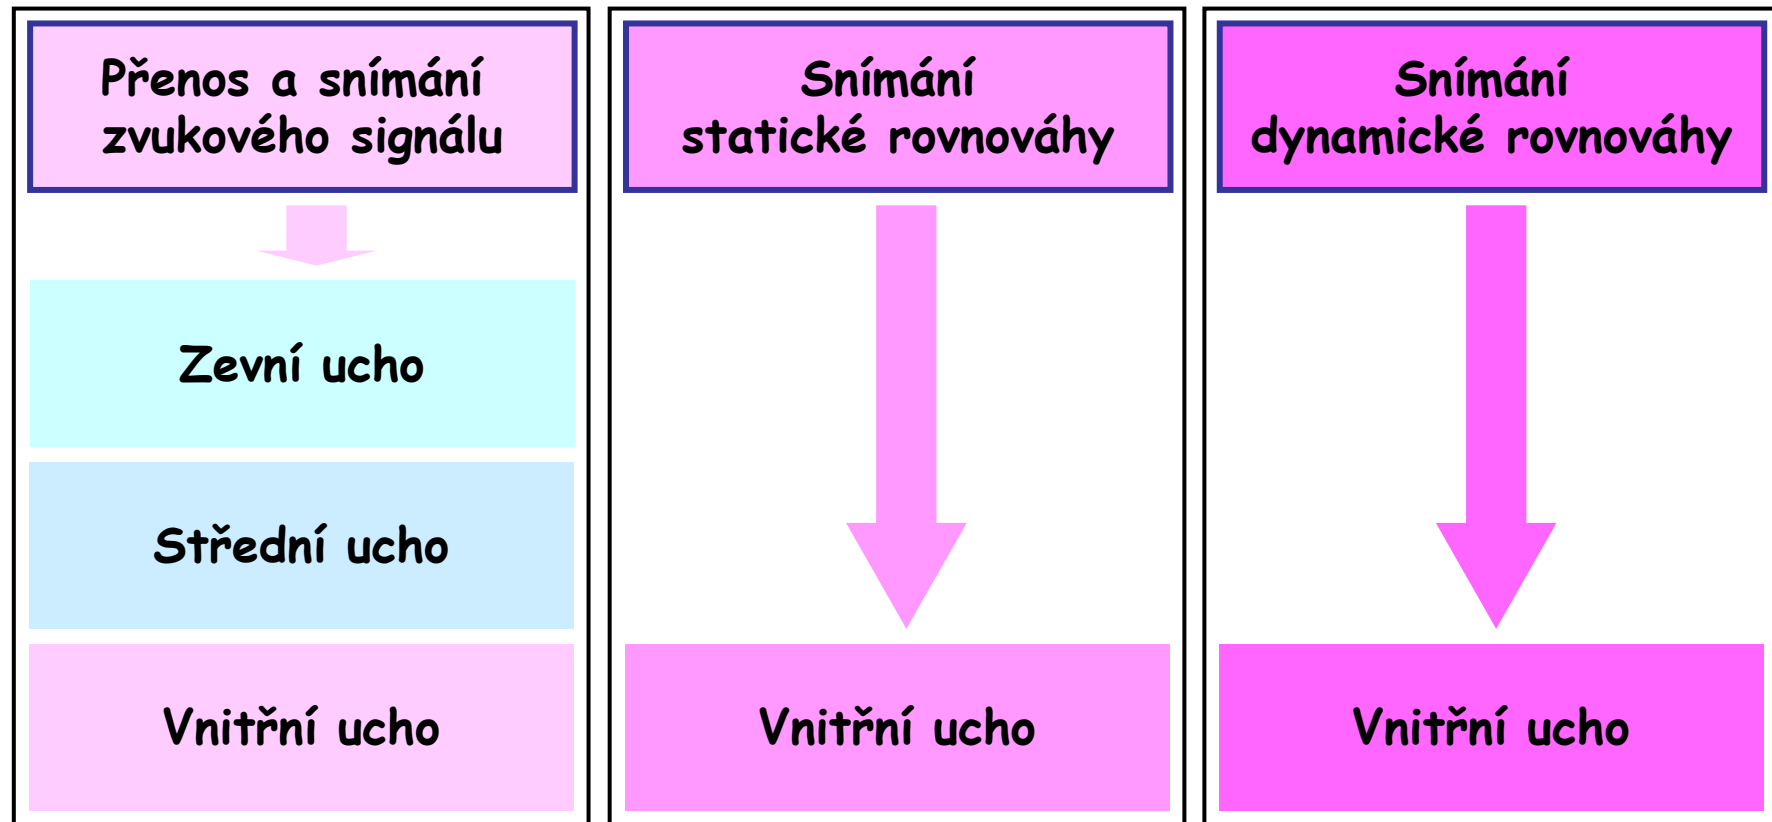 Přenos a snímání
zvukového signálu
Zevní ucho
Střední ucho
Vnitřní ucho
Snímání
statické rovnováhy
Vnitřní ucho
Snímání
dynamické rovnováhy
Vnitřní ucho